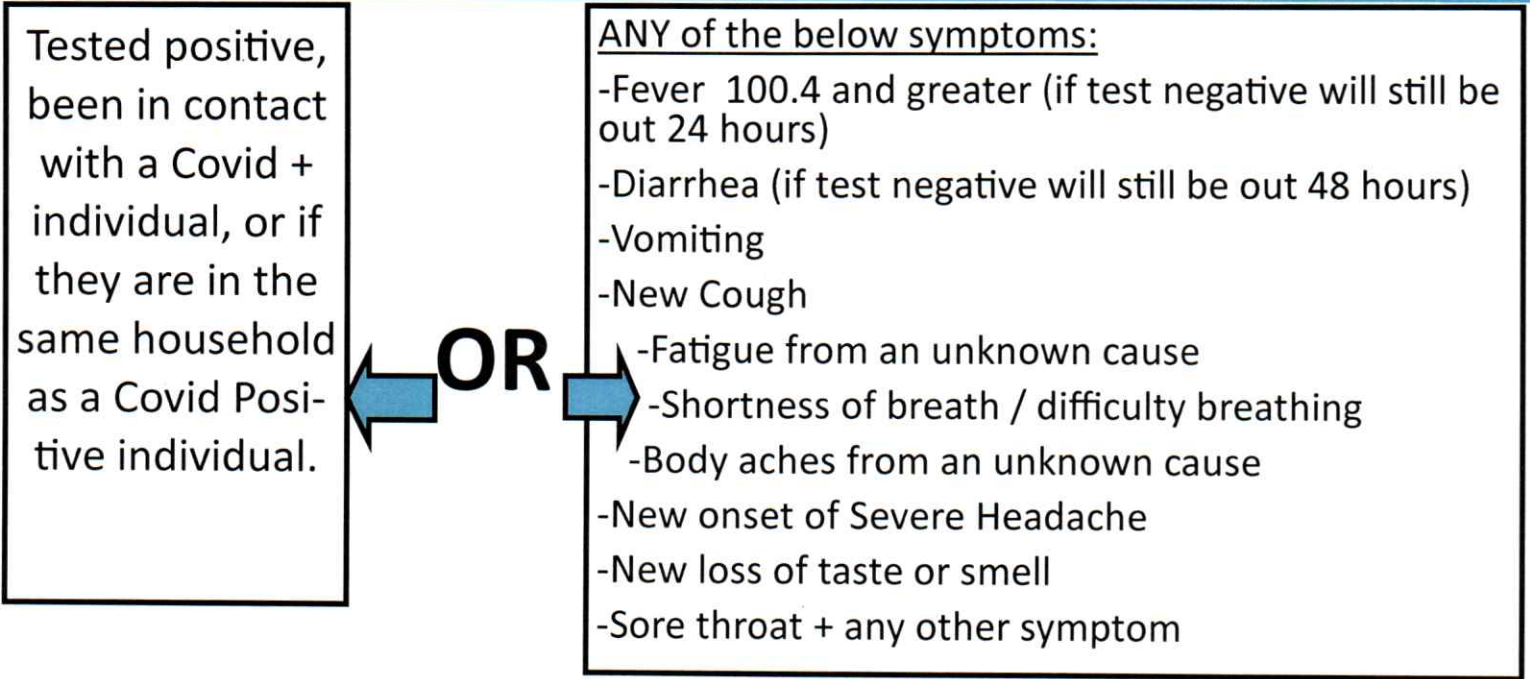 Tested positive,
been in contact
with a Covid +
individual, or if
they are in the
same household
as a Covid Posi-
tive individual.
OR
ANY of the below symptoms:
-Fever 100.4 and greater (if test negative will still be
out 24 hours)
-Diarrhea (if test negative will still be out 48 hours)
-Vomiting
-New Cough
-Fatigue from an unknown cause
-Shortness of breath / difficulty breathing
-Body aches from an unknown cause
-New onset of Severe Headache
-New loss of taste or smell
-Sore throat + any other symptom